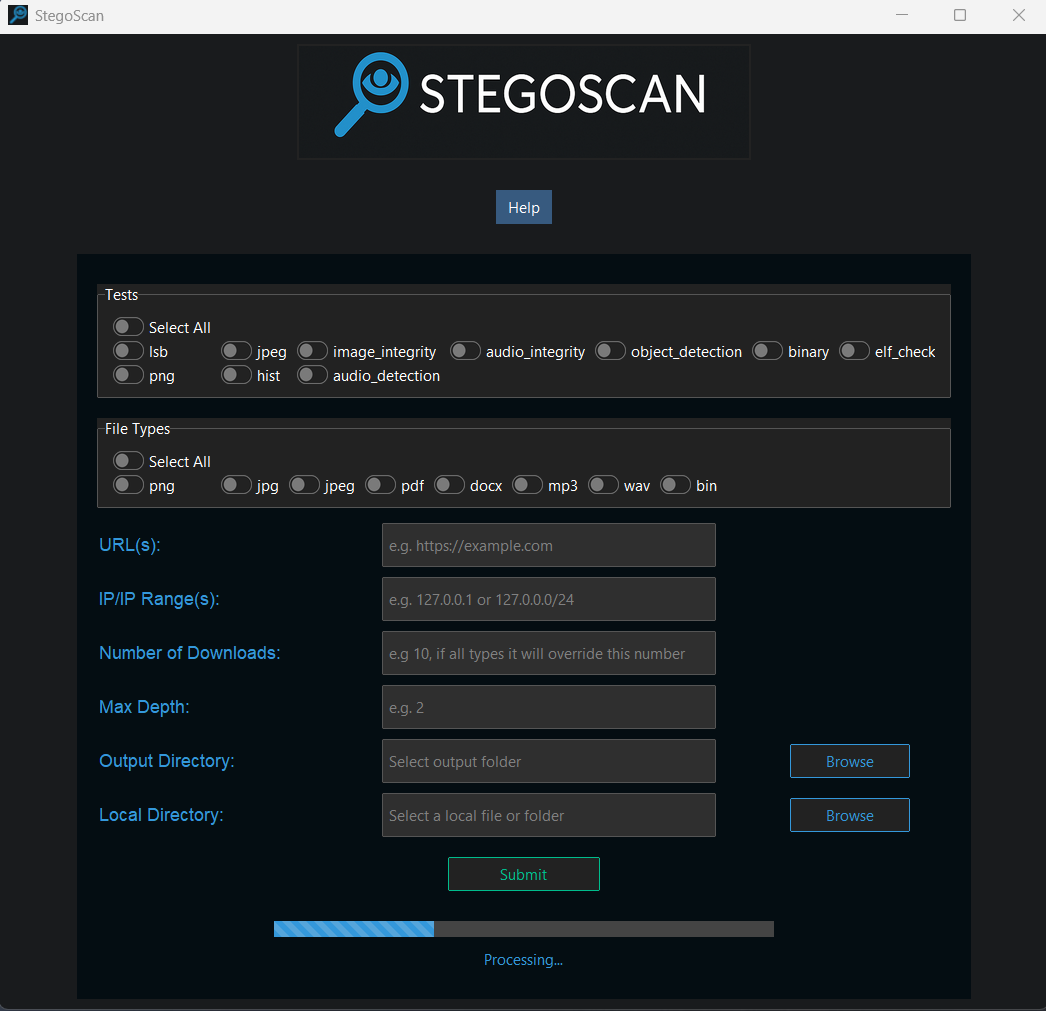 StegoScan
STEGOSCAN
Help
Tests
Select All
lsb jpeg image_integrity audio_integrity object_detection binary elf_check
png hist audio_detection
File Types
Select All
png jpg jpeg pdf docx mp3 wav bin
URL(s): e.g. https://example.com
IP/IP Range(s): e.g. 127.0.0.1 or 127.0.0.0/24
Number of Downloads: e.g 10, if all types it will override this number
Max Depth: e.g. 2
Output Directory: Select output folder Browse
Local Directory: Select a local file or folder Browse
Submit
Processing...